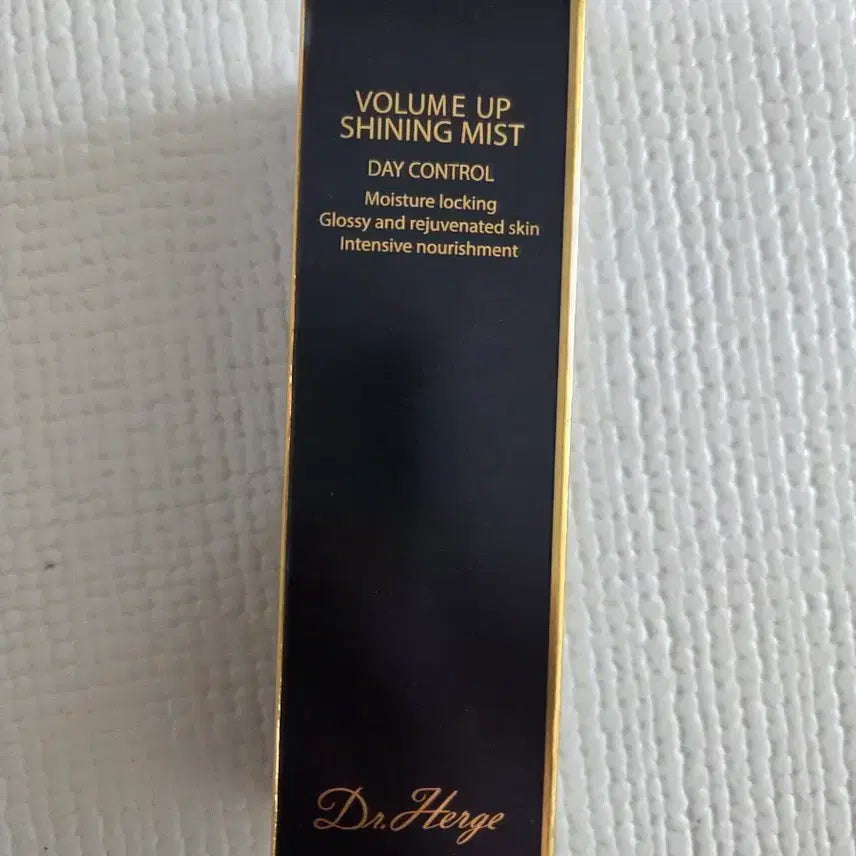 VOLUME UP
SHINING MIST
DAY CONTROL
Moisture locking
Glossy and rejuvenated skin
Intensive nourishment
Dr.Herge